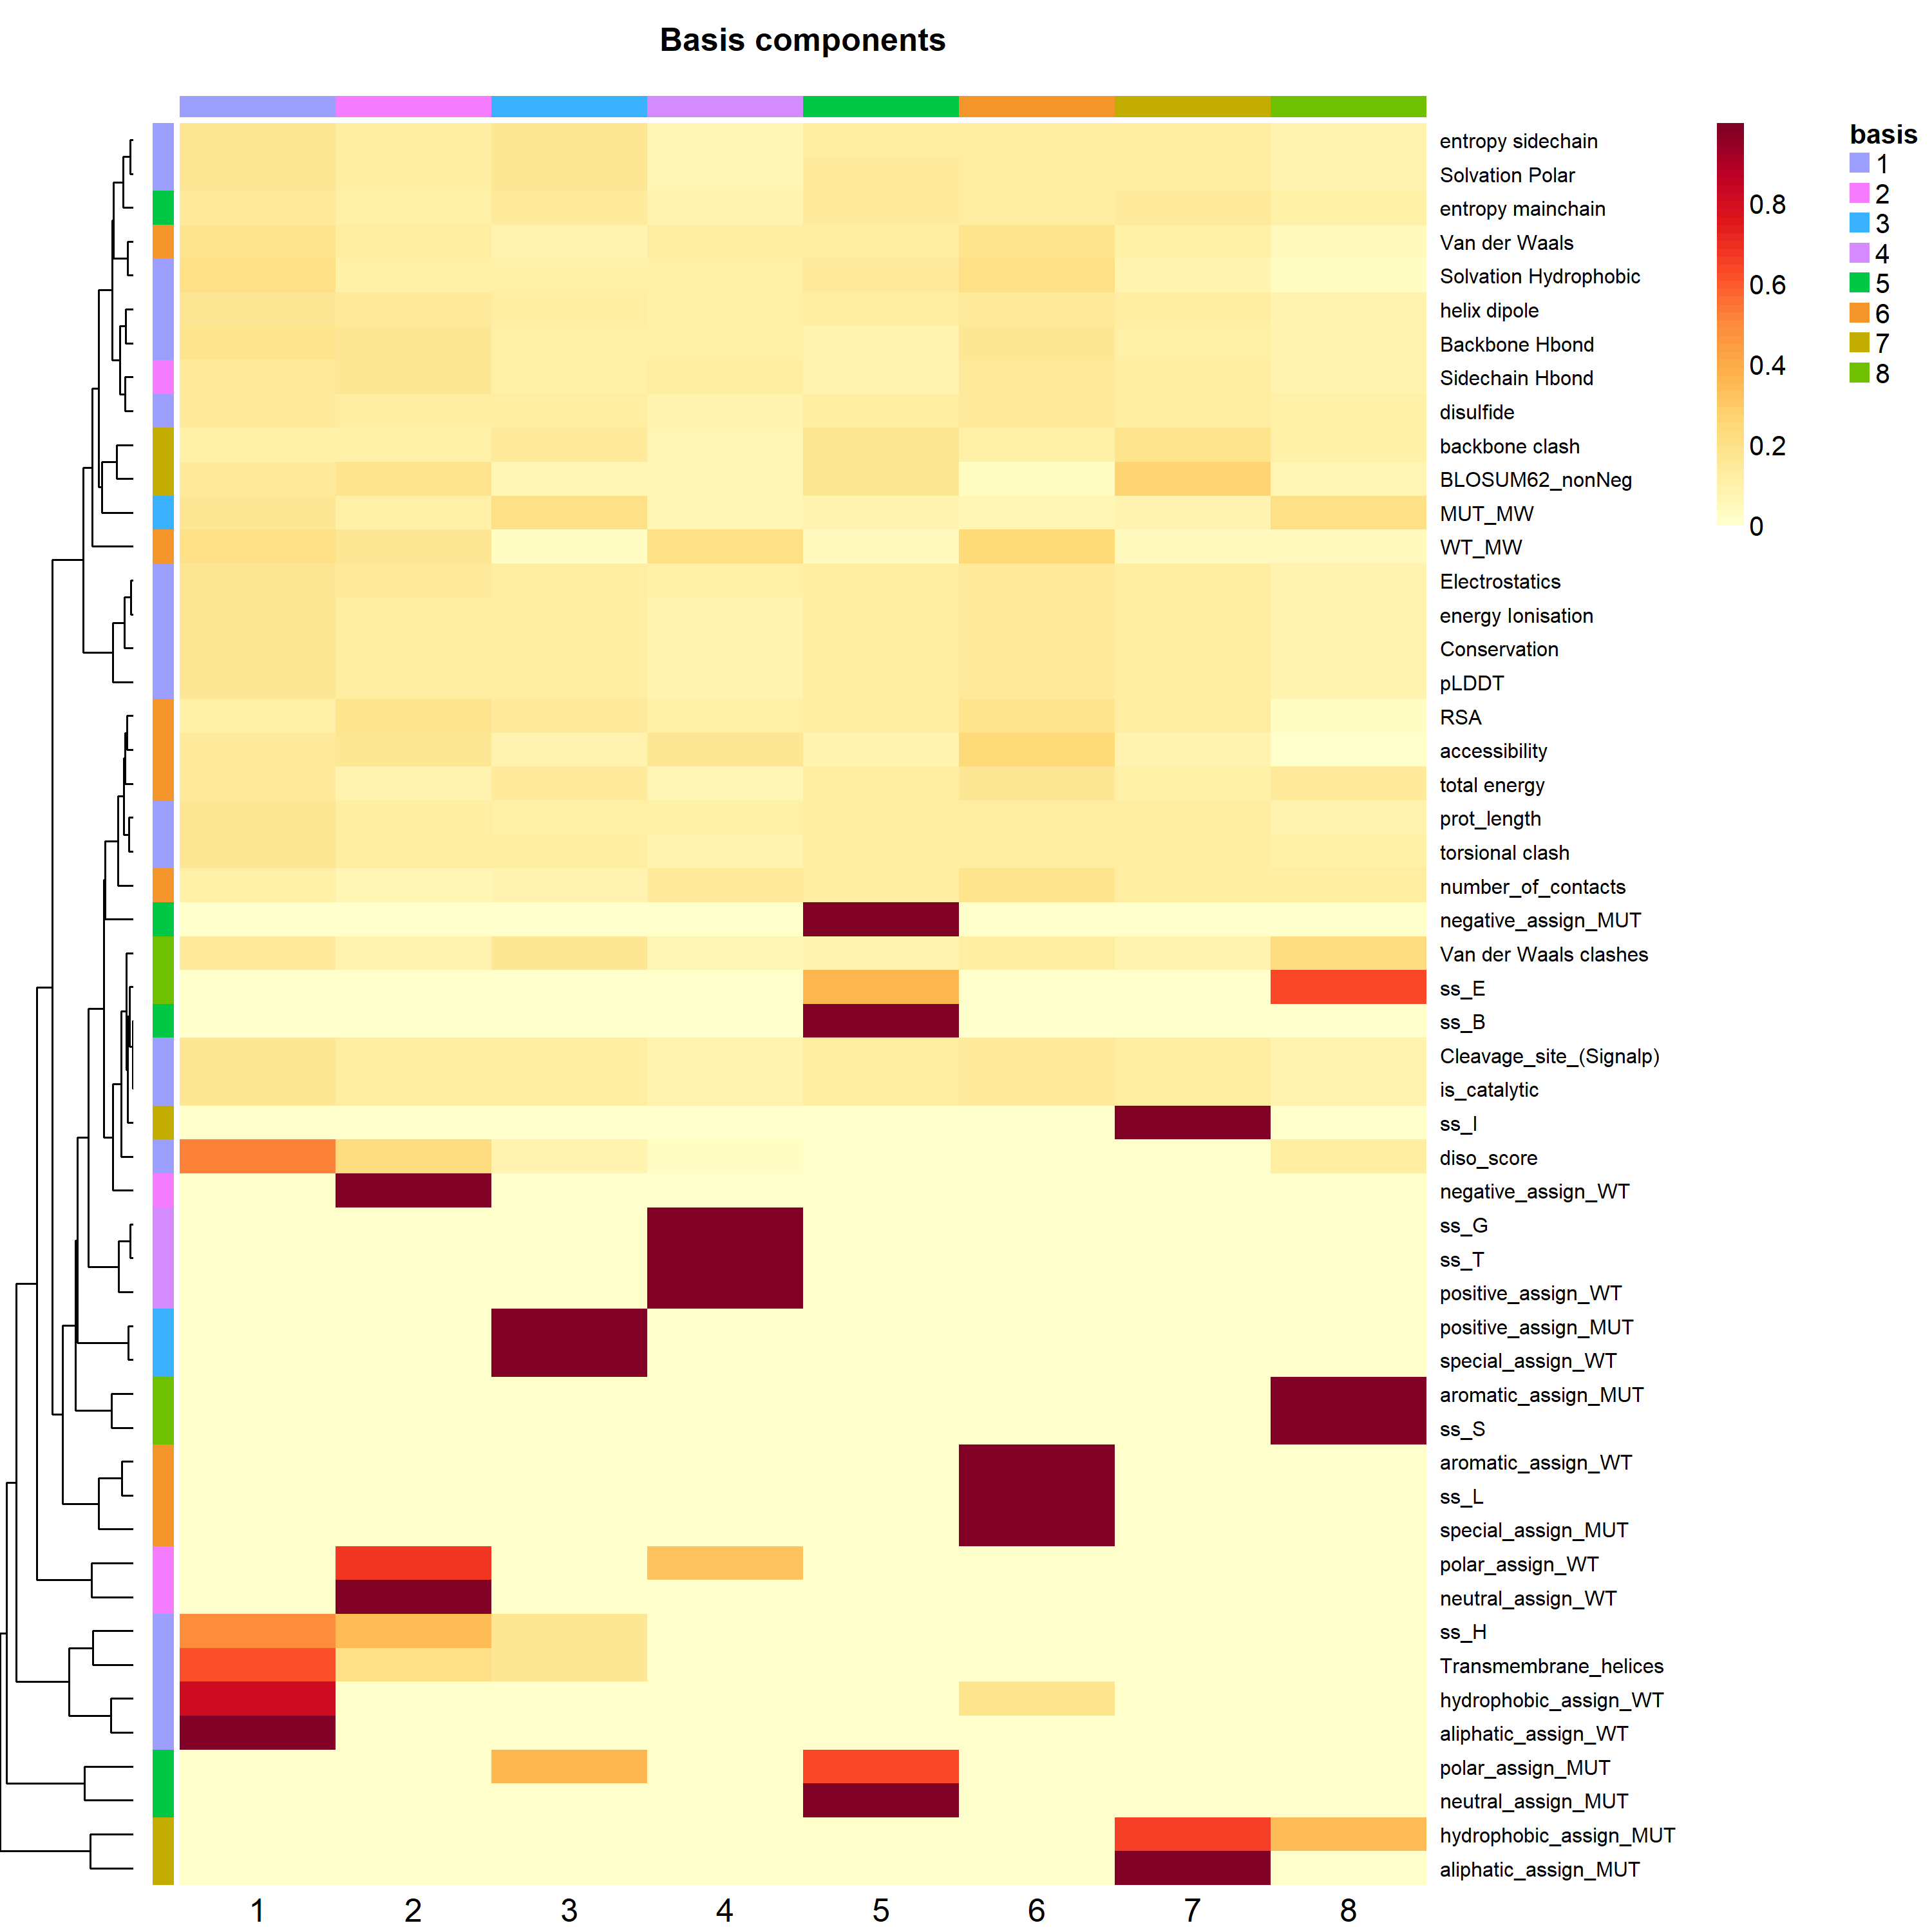 Basis components
entropy sidechain
Solvation Polar
entropy mainchain
Van der Waals
Solvation Hydrophobic
helix dipole
Backbone Hbond
Sidechain Hbond
disulfide
backbone clash
BLOSUM62_nonNeg
MUT_MW
WT_MW
Electrostatics
energy Ionisation
Conservation
pLDDT
RSA
accessibility
total energy
prot_length
torsional clash
number_of_contacts
negative_assign_MUT
Van der Waals clashes
ss_E
ss_B
Cleavage_site_(Signalp)
is_catalytic
ss_I
diso_score
negative_assign_WT
ss_G
ss_T
positive_assign_WT
positive_assign_MUT
special_assign_WT
aromatic_assign_MUT
ss_S
aromatic_assign_WT
ss_L
special_assign_MUT
polar_assign_WT
neutral_assign_WT
ss_H
Transmembrane_helices
hydrophobic_assign_WT
aliphatic_assign_WT
polar_assign_MUT
neutral_assign_MUT
hydrophobic_assign_MUT
aliphatic_assign_MUT
1 2 3 4 5 6 7 8
0.8
0.6
0.4
0.2
0
basis
1
2
3
4
5
6
7
8